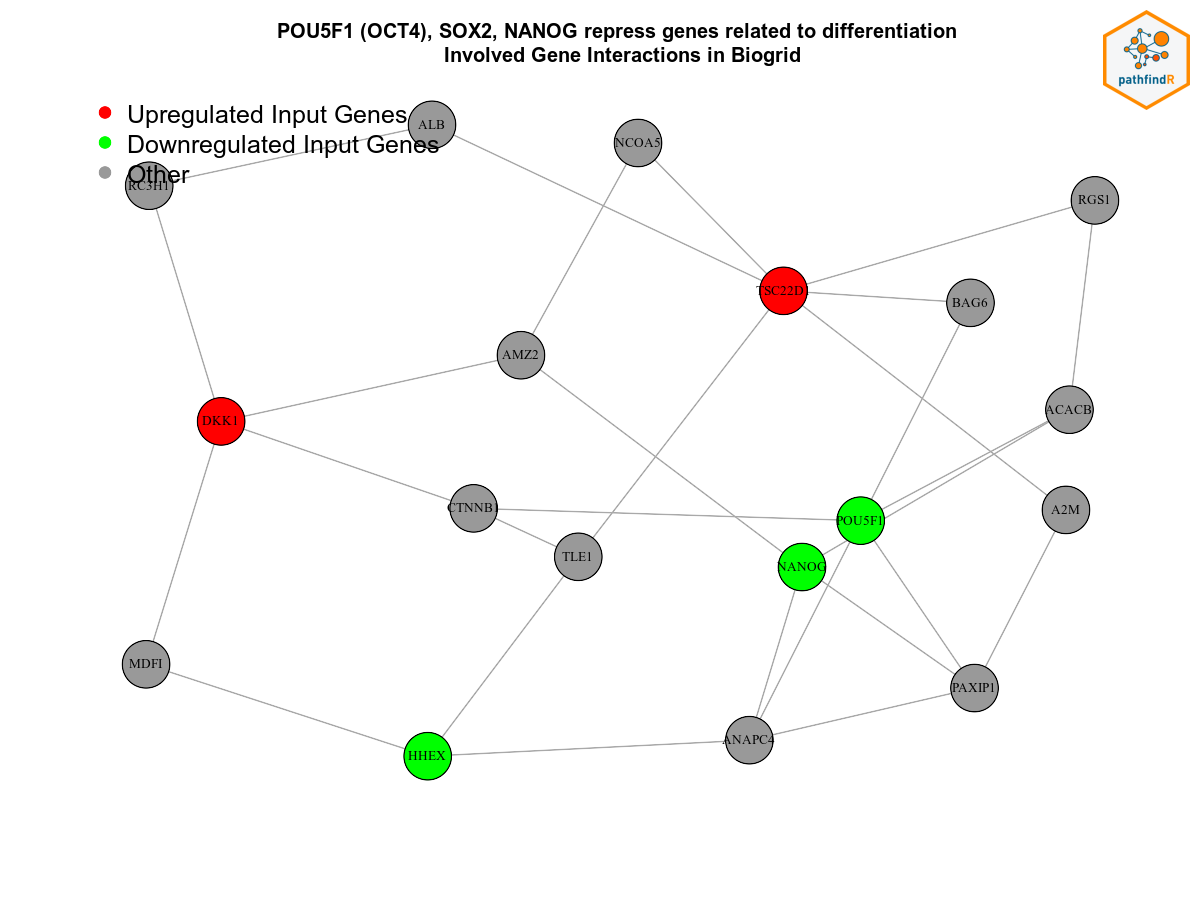 POU5F1 (OCT4), SOX2, NANOG repress genes related to differentiation
Involved Gene Interactions in Biogrid
pathfindR
Upregulated Input Genes
Downregulated Input Genes
Other
ALB
NCOA5
RC3H1
RGS1
TSC22D1
BAG6
AMZ2
ACACB
DKK1
CTNNB1
A2M
POU5F1
TLE1
NANOG
MDFI
PAXIP1
ANAPC4
HHEX